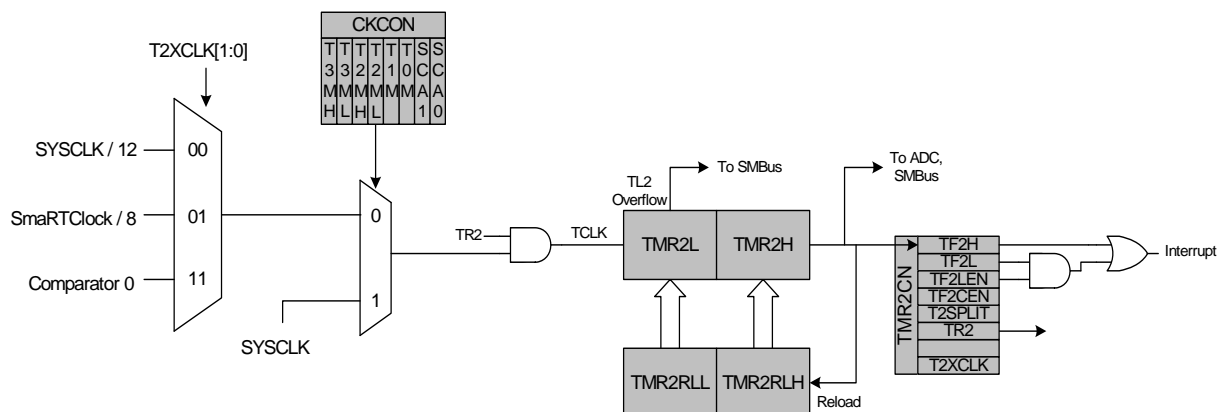 CKCON
T3MH
T3ML
T2MH
T2ML
T1M
T0M
SCA1
SCA0
T2XCLK[1:0]
SYSCLK / 12
00
SmaRTClock / 8
01
Comparator 0
11
0
1
SYSCLK
TR2
TCLK
TL2
Overflow
To SMBus
To ADC,
SMBus
TMR2L
TMR2H
TMR2RLL
TMR2RLH
Reload
TMR2CN
TF2H
TF2L
TF2LEN
TF2CEN
T2SPLIT
TR2
T2XCLK
Interrupt